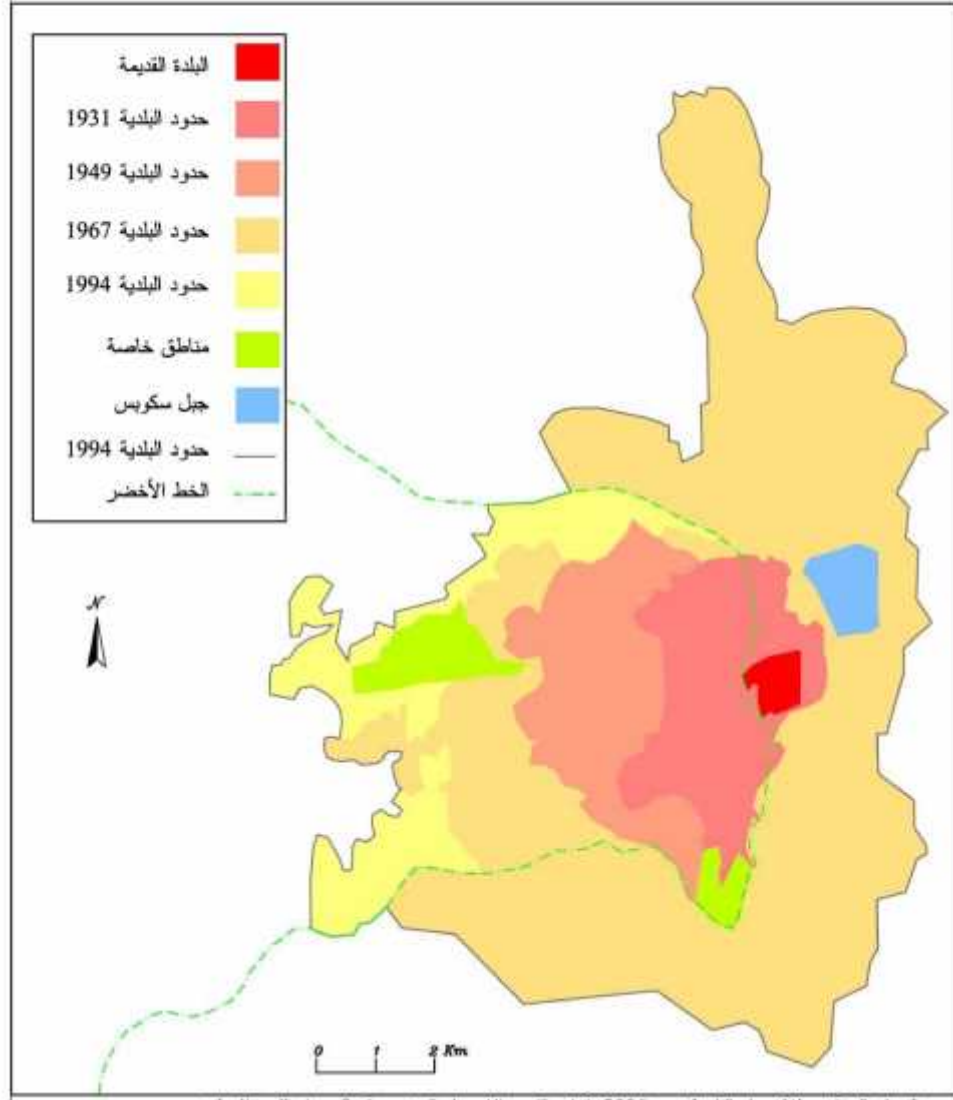 البلدة القديمة
حدود البلدية 1931
حدود البلدية 1949
حدود البلدية 1967
حدود البلدية 1994
مناطق خاصة
جبل سكوبس
حدود البلدية 1994
الخط الأخضر
N
0 1 2 Km